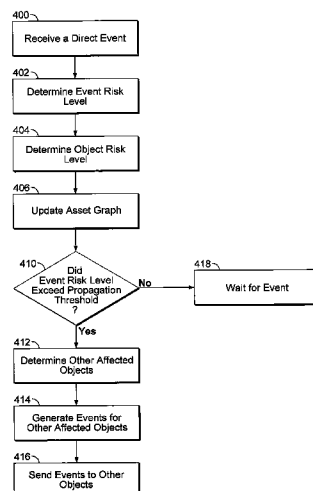 400
Receive a Direct Event
402
Determine Event Risk
Level
404
Determine Object Risk
Level
406
Update Asset Graph
410
Did
Event Risk Level
Exceed Propagation
Threshold
?
No
418
Wait for Event
Yes
412
Determine Other Affected
Objects
414
Generate Events for
Other Affected Objects
416
Send Events to Other
Objects